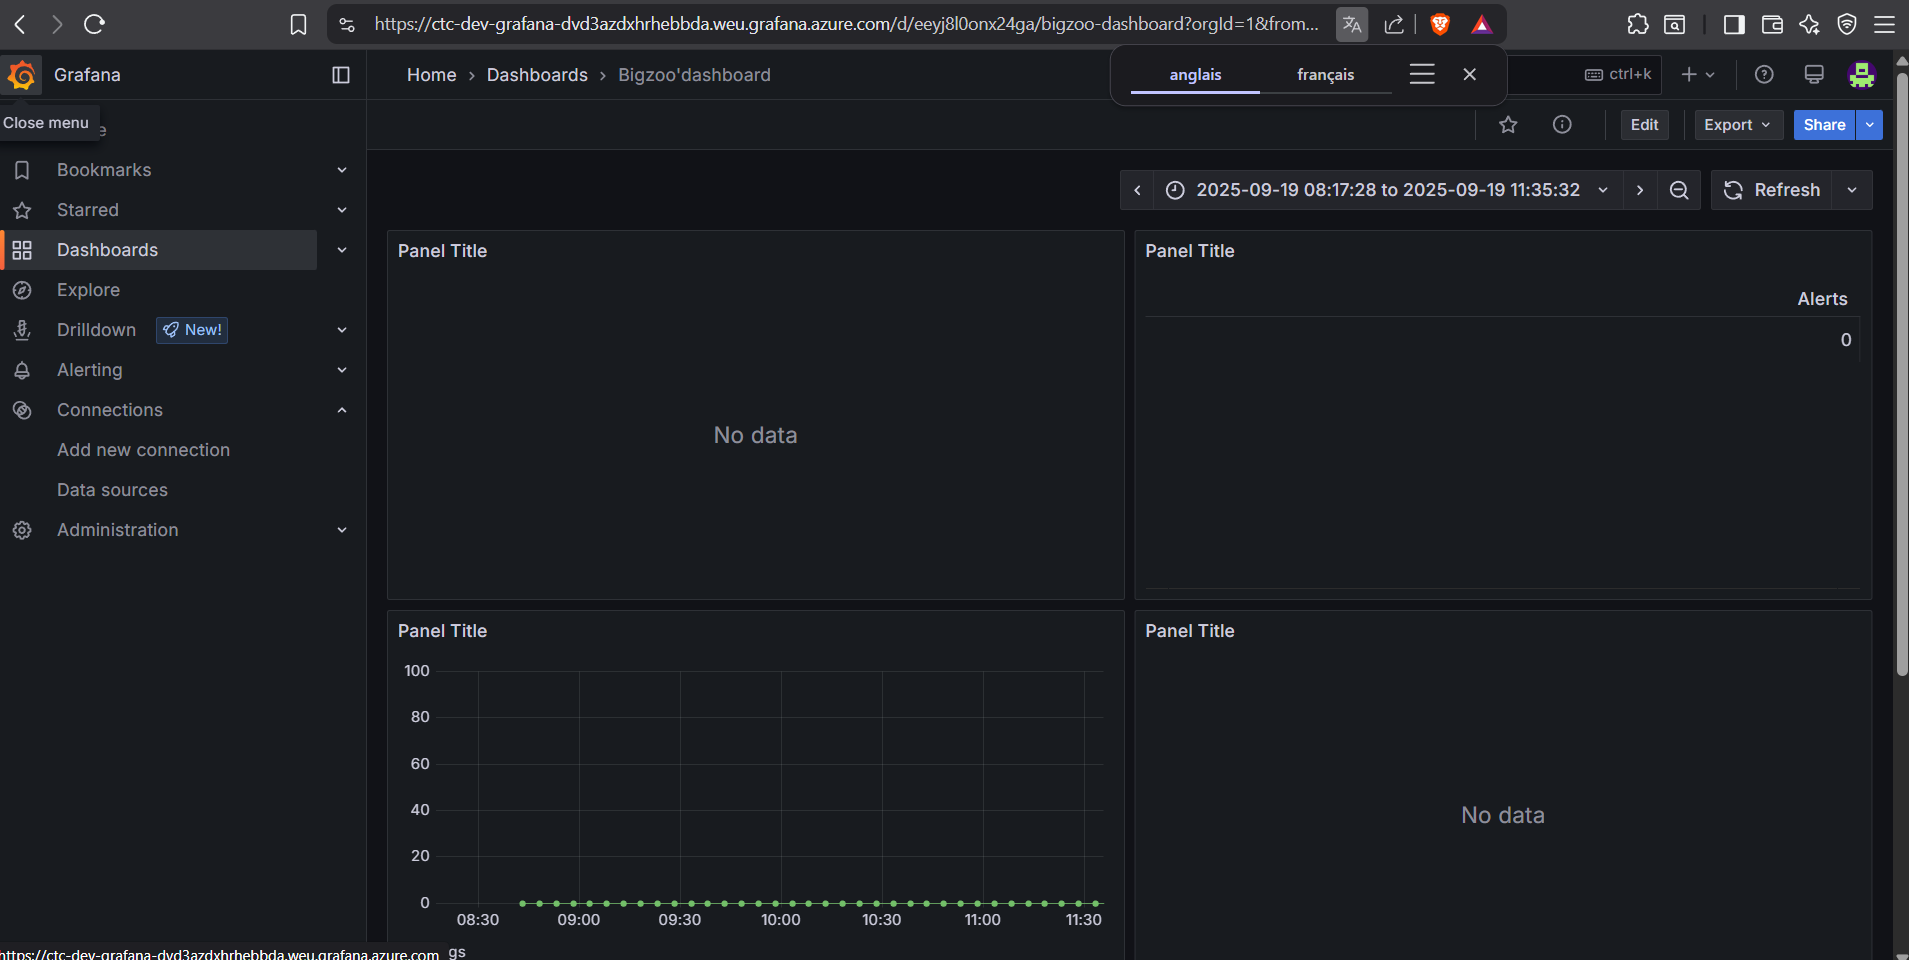 https://ctc-dev-grafana-dvd3azdxhrhebbda.weu.grafana.azure.com/d/eeyj8l0onx24ga/bigzoo-dashboard?orgId=1&from...
anglais français
Grafana
Home › Dashboards › Bigzoo'dashboard
ctrl+k
Close menu
e
Edit
Export
Share
Bookmarks
Starred
Dashboards
Explore
Drilldown New!
Alerting
Connections
Add new connection
Data sources
Administration
2025-09-19 08:17:28 to 2025-09-19 11:35:32
Refresh
Panel Title
No data
Panel Title
Alerts
0
Panel Title
100
80
60
40
20
0
08:30 09:00 09:30 10:00 10:30 11:00 11:30
gs
Panel Title
No data
https://ctc-dev-grafana-dvd3azdxhrhebbda.weu.grafana.azure.com